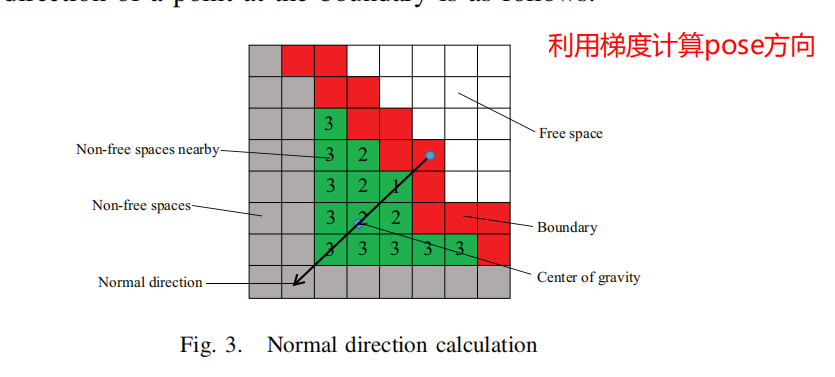 direction of a point at the boundary is as follows.
利用梯度计算pose方向
3
Free space
Non-free spaces nearby
3 2
3 2 1
Non-free spaces
3 2 2
Boundary
3 3 3 3 3
Center of gravity
Normal direction
Fig. 3. Normal direction calculation